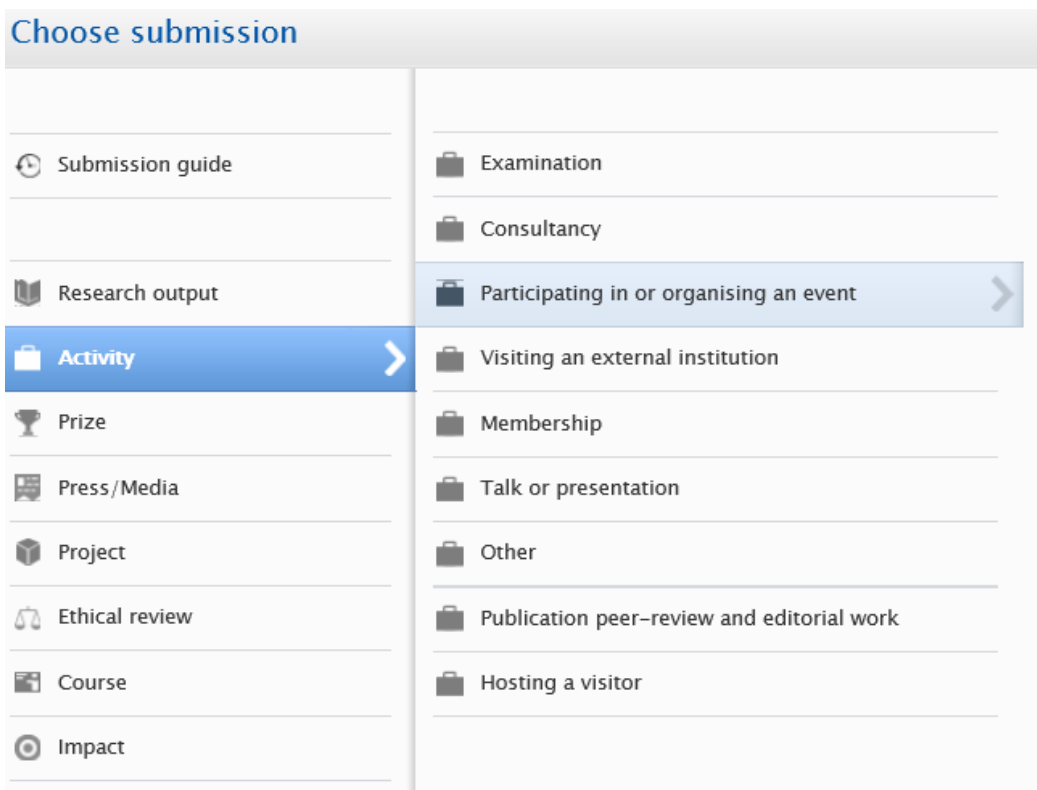 Choose submission
Submission guide
Research output
Activity
Prize
Press/Media
Project
Ethical review
Course
Impact
Examination
Consultancy
Participating in or organising an event
Visiting an external institution
Membership
Talk or presentation
Other
Publication peer-review and editorial work
Hosting a visitor